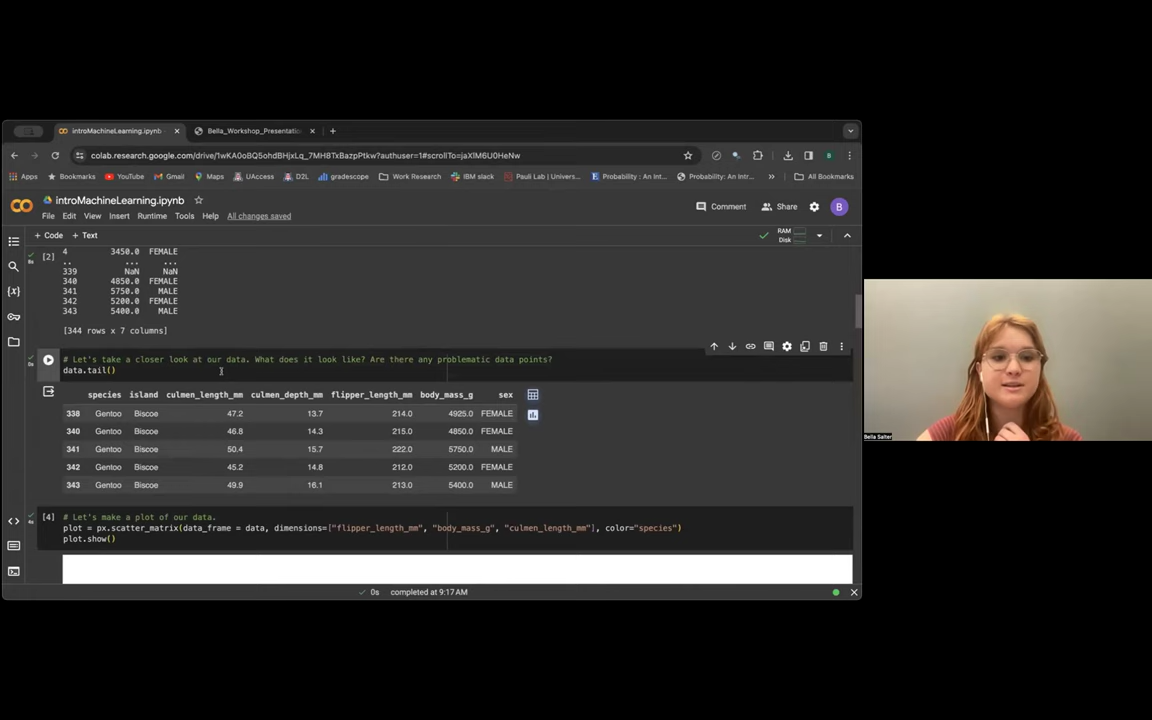 introMachineLearning.ipynb
Bella_Workshop_Presentatio
colab.research.google.com/drive/1wKA0oBQ5ohdBHjxLq_7MH8TxBazpPtkw?authuser=1#scrollTo=jaXlM6U0HeNw
Apps
Bookmarks
YouTube
Gmail
Maps
UAccess
D2L
gradescope
Work Research
IBM slack
Pauli Lab | Univers...
Probability : An Int...
Probability: An Intr...
All Bookmarks
introMachineLearning.ipynb
Comment
Share
B
File Edit View Insert Runtime Tools Help All changes saved
+ Code + Text
RAM
Disk
[2]
4 3450.0 FEMALE
.. ... ...
339 NaN NaN
340 4850.0 FEMALE
341 5750.0 MALE
342 5200.0 FEMALE
343 5400.0 MALE
[344 rows x 7 columns]
# Let's take a closer look at our data. What does it look like? Are there any problematic data points?
data.tail()
species island culmen_length_mm culmen_depth_mm flipper_length_mm body_mass_g sex
338 Gentoo Biscoe 47.2 13.7 214.0 4925.0 FEMALE
340 Gentoo Biscoe 46.8 14.3 215.0 4850.0 FEMALE
341 Gentoo Biscoe 50.4 15.7 222.0 5750.0 MALE
342 Gentoo Biscoe 45.2 14.8 212.0 5200.0 FEMALE
343 Gentoo Biscoe 49.9 16.1 213.0 5400.0 MALE
[4] # Let's make a plot of our data.
plot = px.scatter_matrix(data_frame = data, dimensions=["flipper_length_mm", "body_mass_g", "culmen_length_mm"], color="species")
plot.show()
0s completed at 9:17AM
Bella Salter